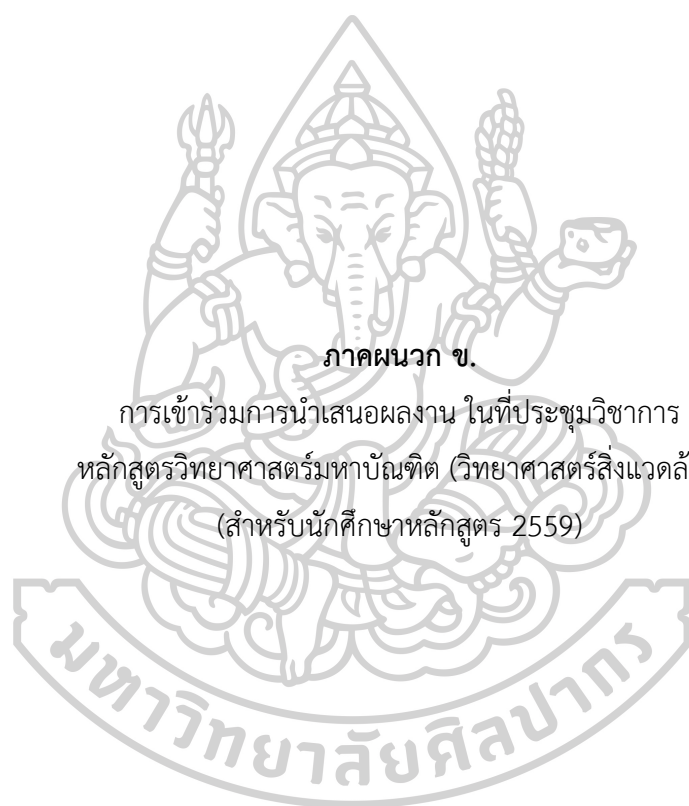 ภาคผนวก ข.
การเข้าร่วมการนำเสนอผลงาน ในที่ประชุมวิชาการ
หลักสูตรวิทยาศาสตร์มหาบัณฑิต (วิทยาศาสตร์สิ่งแวดล้
(สำหรับนักศึกษาหลักสูตร 2559)
มหาวิทยาลัยศิลปากร